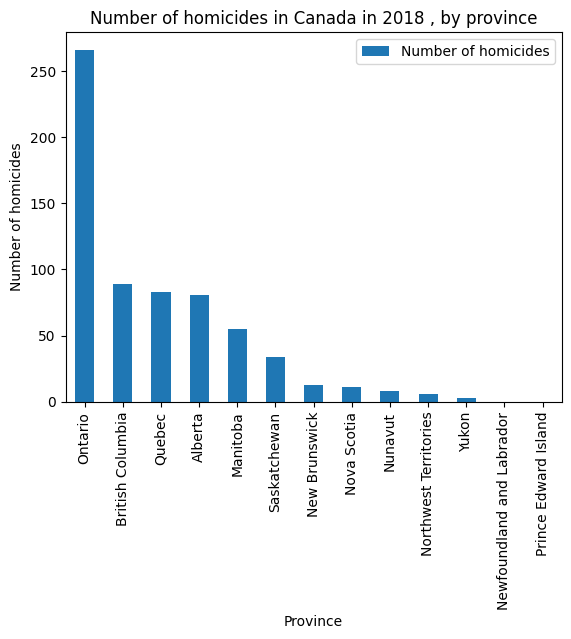 Number of homicides in Canada in 2018 , by province
Number of homicides
Number of homicides
250
200
150
100
50
0
Ontario
British Columbia
Quebec
Alberta
Manitoba
Saskatchewan
New Brunswick
Nova Scotia
Nunavut
Northwest Territories
Yukon
Newfoundland and Labrador
Prince Edward Island
Province